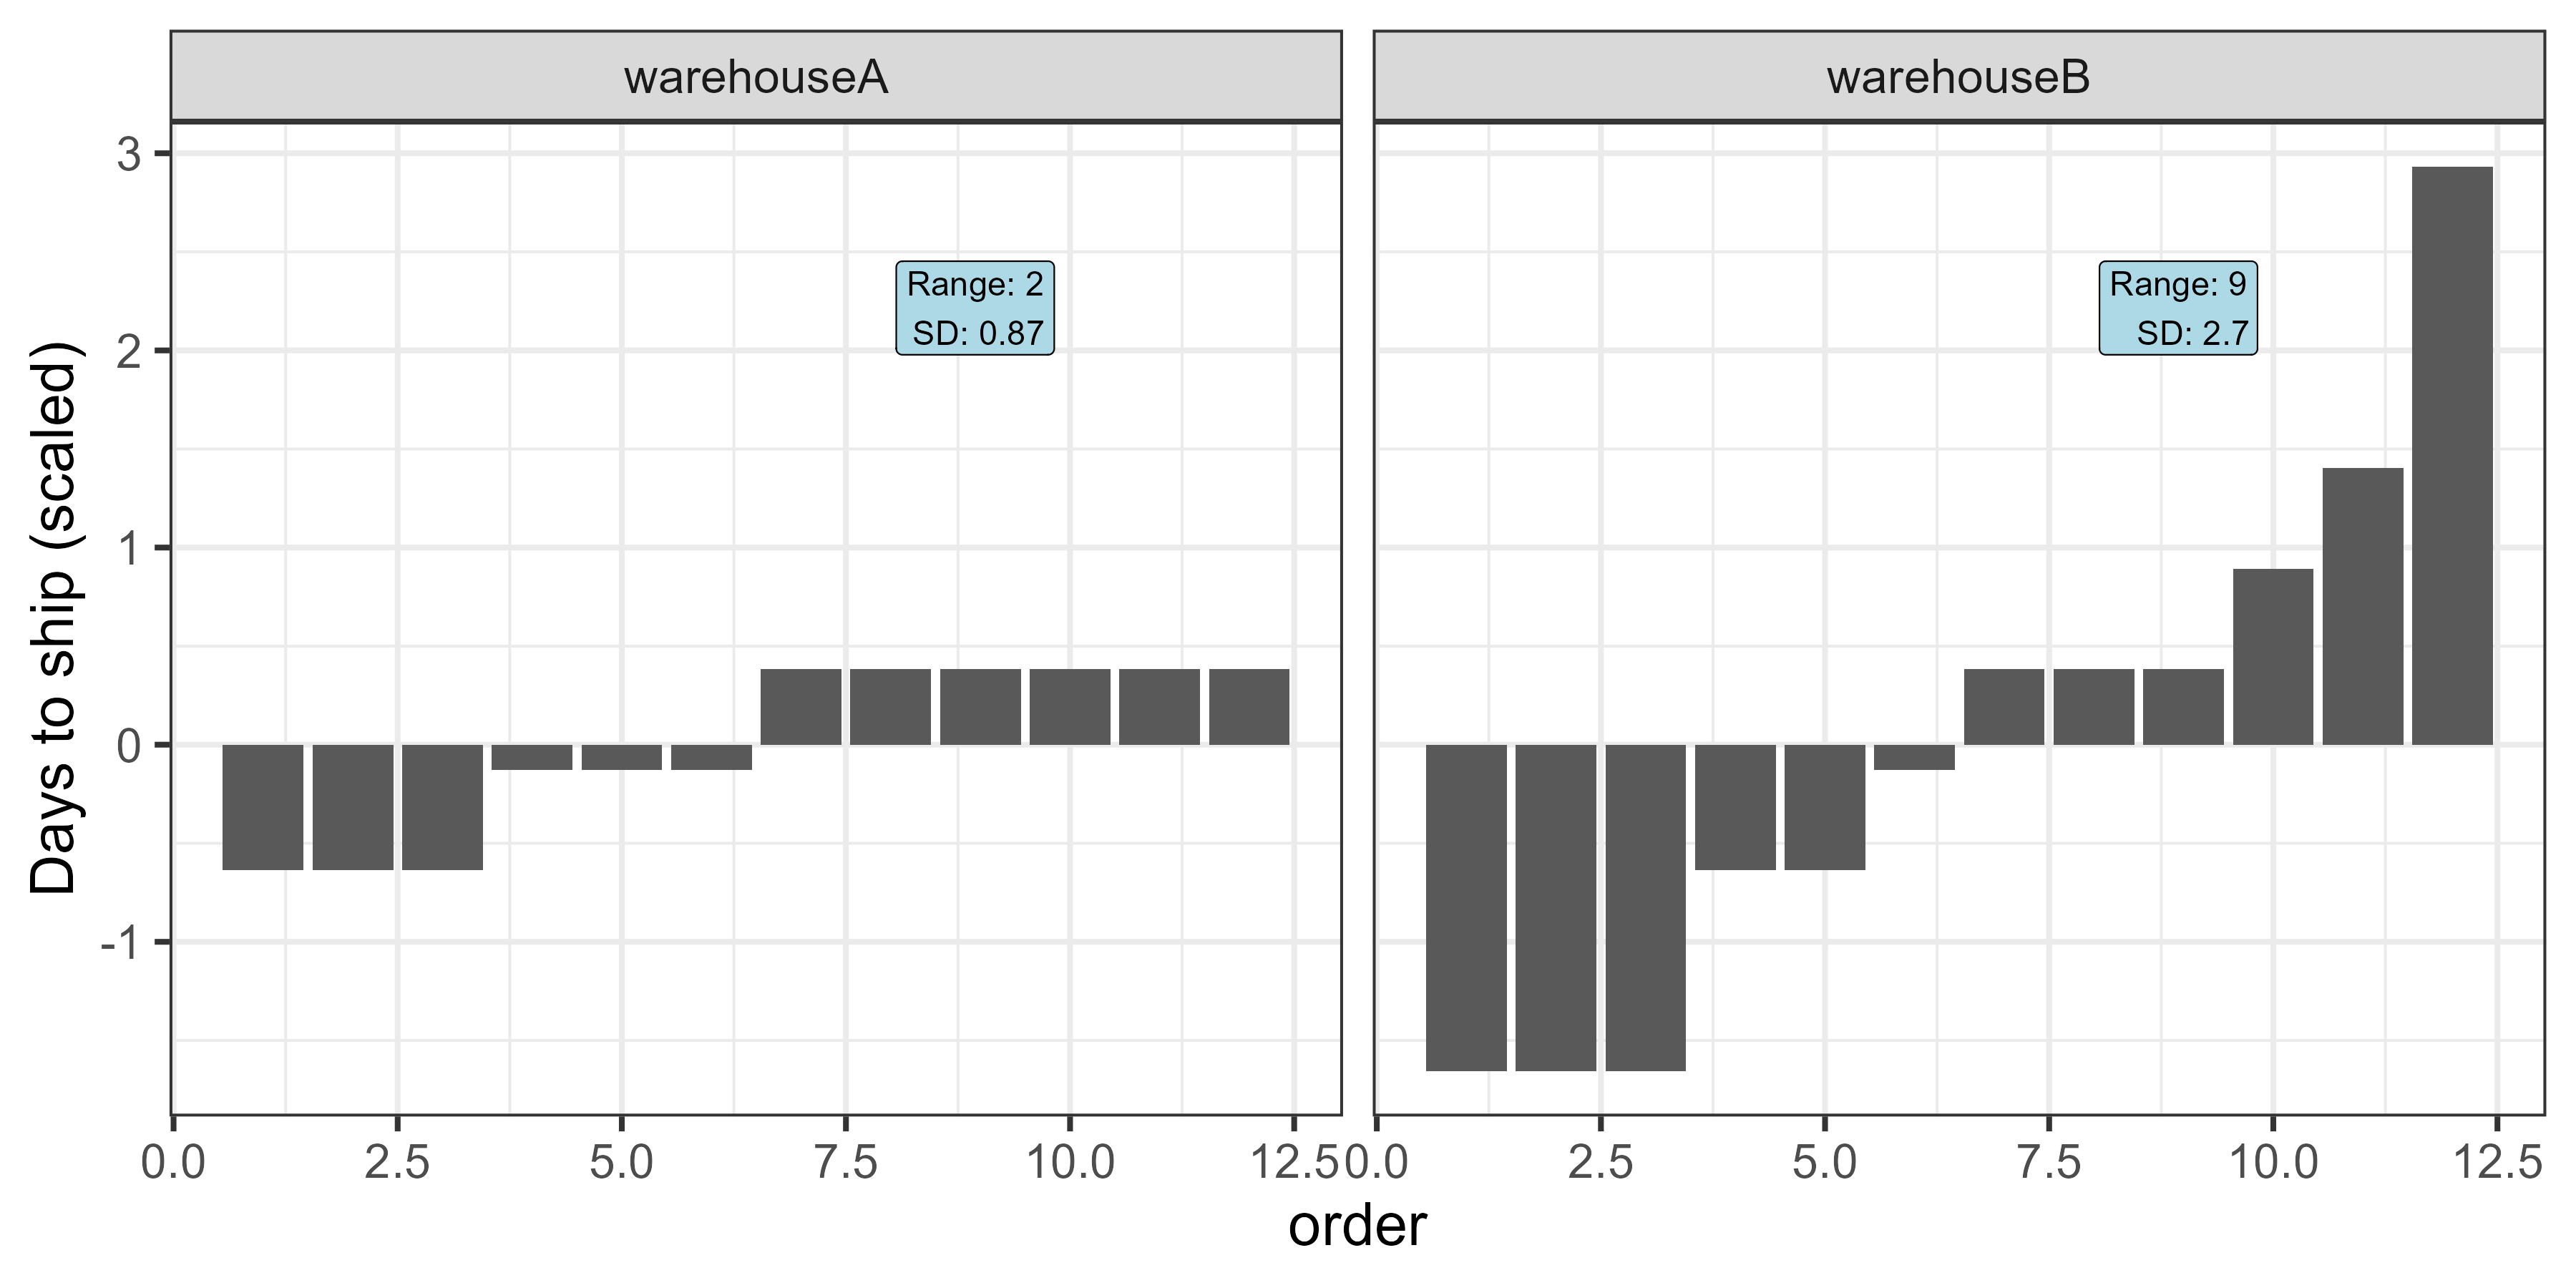 warehouseA
warehouseB
Days to ship (scaled)
3
2
1
0
-1
Range: 2
SD: 0.87
Range: 9
SD: 2.7
0.0 2.5 5.0 7.5 10.0 12.5
0.0 2.5 5.0 7.5 10.0 12.5
order